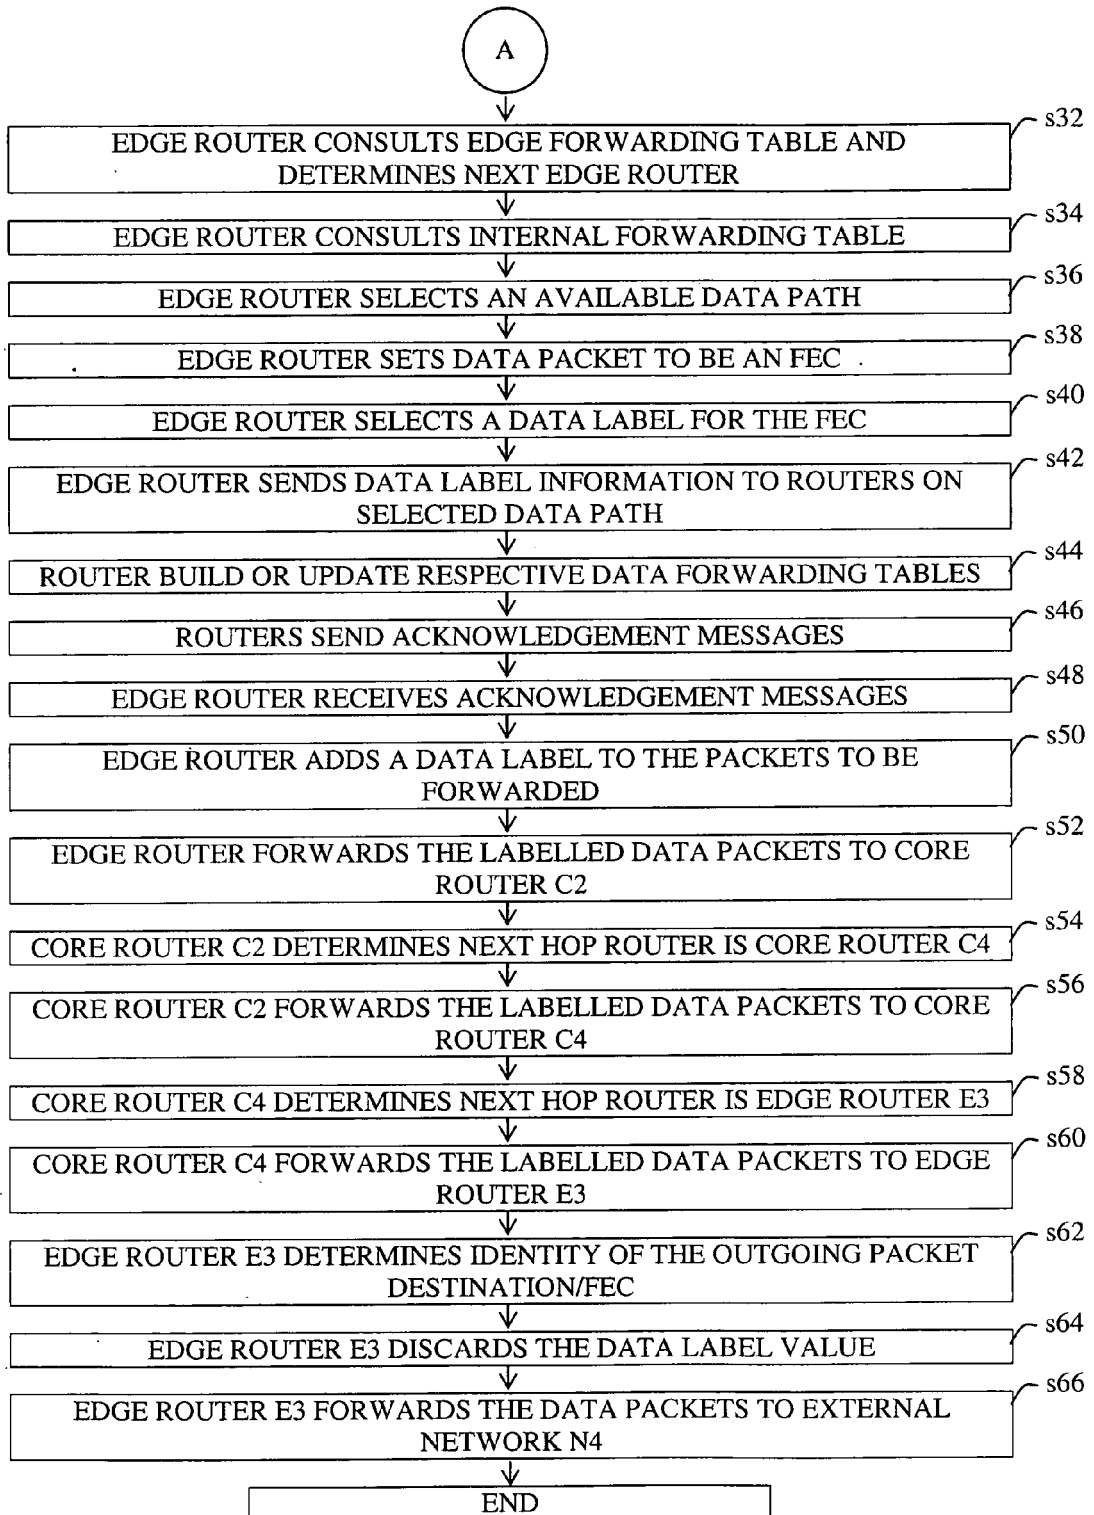 A
s32
EDGE ROUTER CONSULTS EDGE FORWARDING TABLE AND
DETERMINES NEXT EDGE ROUTER
s34
EDGE ROUTER CONSULTS INTERNAL FORWARDING TABLE
s36
EDGE ROUTER SELECTS AN AVAILABLE DATA PATH
s38
EDGE ROUTER SETS DATA PACKET TO BE AN FEC
s40
EDGE ROUTER SELECTS A DATA LABEL FOR THE FEC
s42
EDGE ROUTER SENDS DATA LABEL INFORMATION TO ROUTERS ON
SELECTED DATA PATH
s44
ROUTER BUILD OR UPDATE RESPECTIVE DATA FORWARDING TABLES
s46
ROUTERS SEND ACKNOWLEDGEMENT MESSAGES
s48
EDGE ROUTER RECEIVES ACKNOWLEDGEMENT MESSAGES
s50
EDGE ROUTER ADDS A DATA LABEL TO THE PACKETS TO BE
FORWARDED
s52
EDGE ROUTER FORWARDS THE LABELLED DATA PACKETS TO CORE
ROUTER C2
s54
CORE ROUTER C2 DETERMINES NEXT HOP ROUTER IS CORE ROUTER C4
s56
CORE ROUTER C2 FORWARDS THE LABELLED DATA PACKETS TO CORE
ROUTER C4
s58
CORE ROUTER C4 DETERMINES NEXT HOP ROUTER IS EDGE ROUTER E3
s60
CORE ROUTER C4 FORWARDS THE LABELLED DATA PACKETS TO EDGE
ROUTER E3
s62
EDGE ROUTER E3 DETERMINES IDENTITY OF THE OUTGOING PACKET
DESTINATION/FEC
s64
EDGE ROUTER E3 DISCARDS THE DATA LABEL VALUE
s66
EDGE ROUTER E3 FORWARDS THE DATA PACKETS TO EXTERNAL
NETWORK N4
END